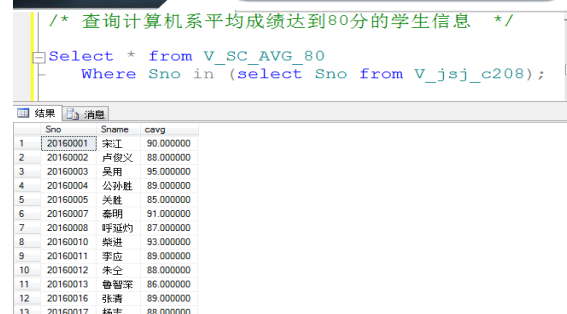 /* 查询计算机系平均成绩达到80分的学生信息 */
Select * from V_SC_AVG_80
Where Sno in (select Sno from V_jsj_c208);
结果 消息
Sno Sname cavg
1 20160001 宋江 90.000000
2 20160002 卢俊义 88.000000
3 20160003 吴用 95.000000
4 20160004 公孙胜 89.000000
5 20160005 关胜 85.000000
6 20160007 秦明 91.000000
7 20160008 呼延灼 87.000000
8 20160010 柴进 93.000000
9 20160011 李应 89.000000
10 20160012 朱仝 88.000000
11 20160013 鲁智深 86.000000
12 20160016 张清 89.000000
13 20160017 杨志 88.000000